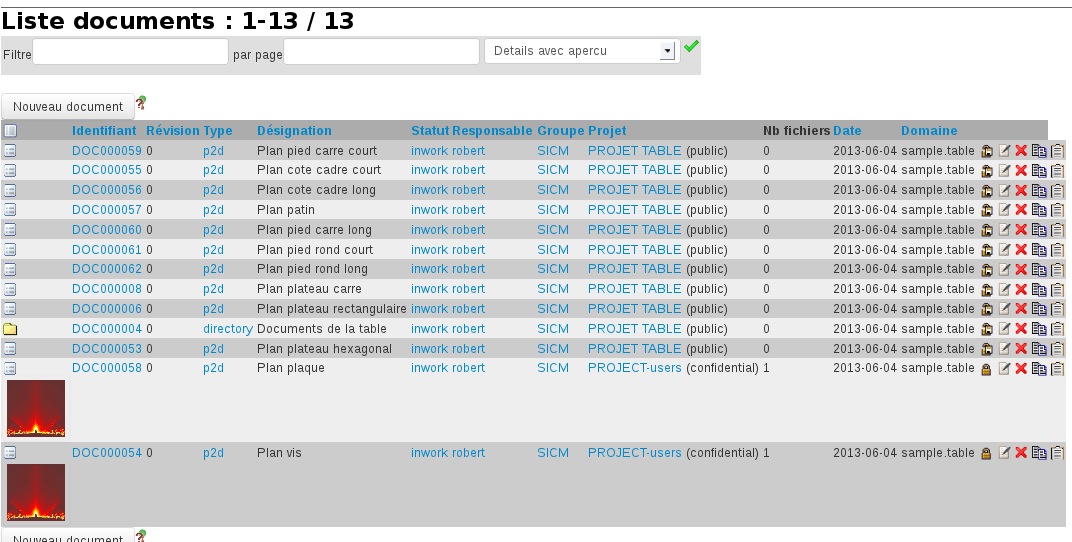 Liste documents : 1-13 / 13
Filtre par page Details avec apercu
Nouveau document
Identifiant Révision Type Désignation Statut Responsable Groupe Projet Nb fichiers Date Domaine
DOC000059 0 p2d Plan pied carre court inwork robert SICM PROJET TABLE (public) 0 2013-06-04 sample.table
DOC000055 0 p2d Plan cote cadre court inwork robert SICM PROJET TABLE (public) 0 2013-06-04 sample.table
DOC000056 0 p2d Plan cote cadre long inwork robert SICM PROJET TABLE (public) 0 2013-06-04 sample.table
DOC000057 0 p2d Plan patin inwork robert SICM PROJET TABLE (public) 0 2013-06-04 sample.table
DOC000060 0 p2d Plan pied carre long inwork robert SICM PROJET TABLE (public) 0 2013-06-04 sample.table
DOC000061 0 p2d Plan pied rond court inwork robert SICM PROJET TABLE (public) 0 2013-06-04 sample.table
DOC000062 0 p2d Plan pied rond long inwork robert SICM PROJET TABLE (public) 0 2013-06-04 sample.table
DOC000008 0 p2d Plan plateau carre inwork robert SICM PROJET TABLE (public) 0 2013-06-04 sample.table
DOC000006 0 p2d Plan plateau rectangulaire inwork robert SICM PROJET TABLE (public) 0 2013-06-04 sample.table
DOC000004 0 directory Documents de la table inwork robert SICM PROJET TABLE (public) 0 2013-06-04 sample.table
DOC000053 0 p2d Plan plateau hexagonal inwork robert SICM PROJET TABLE (public) 0 2013-06-04 sample.table
DOC000058 0 p2d Plan plaque inwork robert SICM PROJECT-users (confidential) 1 2013-06-04 sample.table
DOC000054 0 p2d Plan vis inwork robert SICM PROJECT-users (confidential) 1 2013-06-04 sample.table
Nouveau document